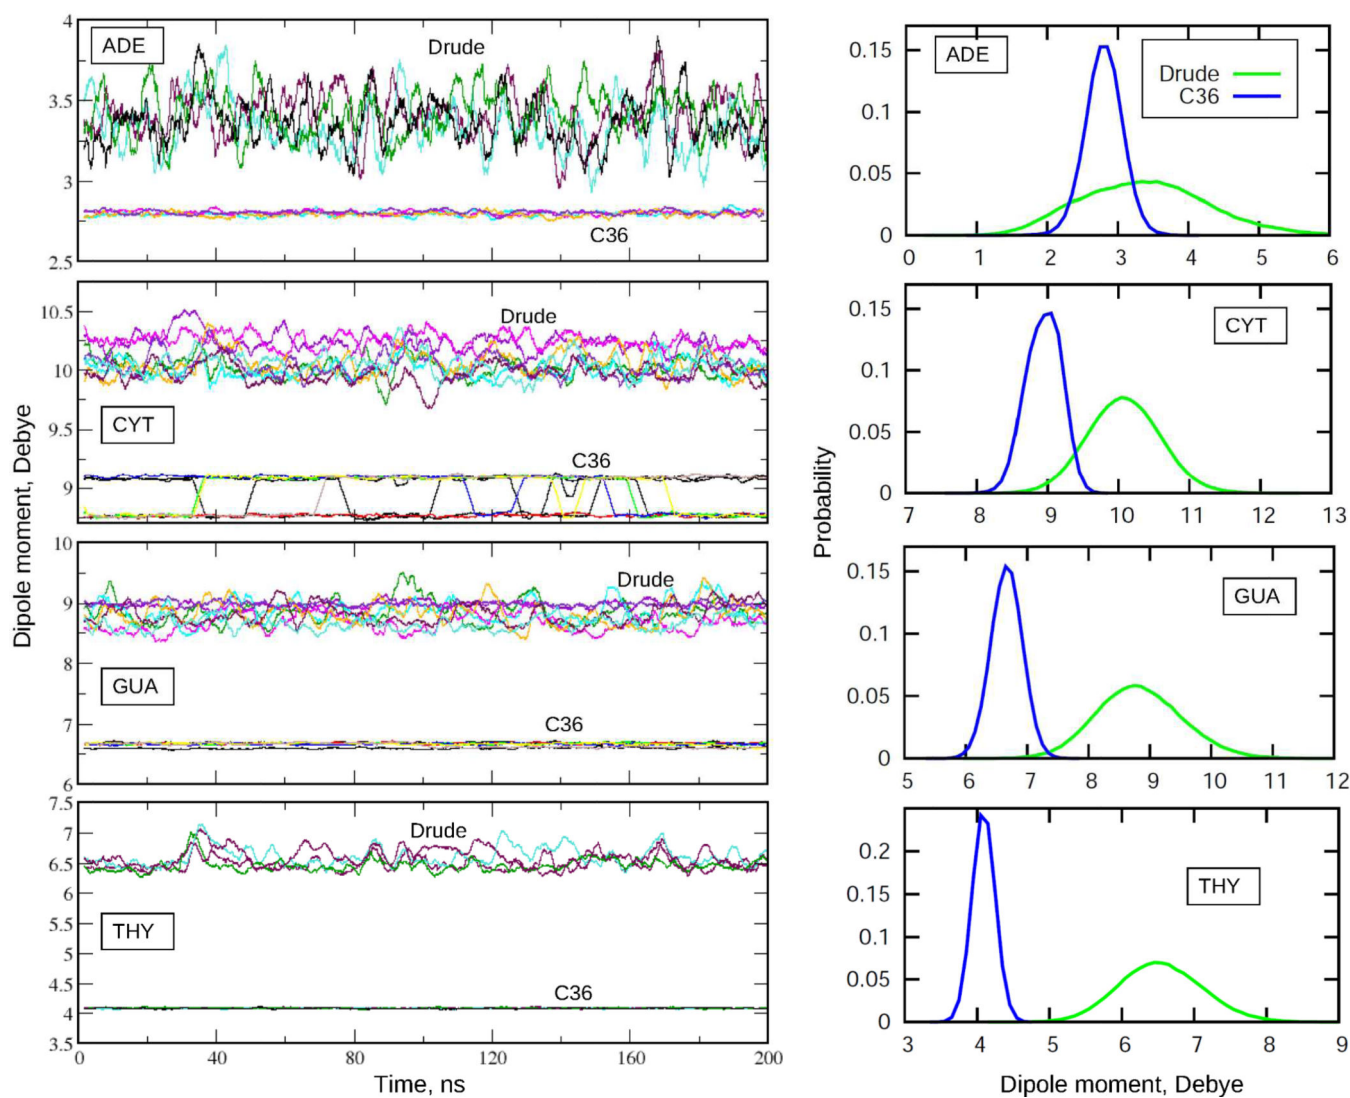 ADE
Drude
C36
4
3.5
3
2.5
CYT
Drude
C36
10.5
10
9.5
9
GUA
Drude
C36
10
9
8
7
6
THY
Drude
C36
7.5
7
6.5
6
5.5
5
4.5
4
3.5
0 40 80 120 160 200
Time, ns
Dipole moment, Debye
ADE
Drude
C36
0.15
0.1
0.05
0
0 1 2 3 4 5 6
CYT
0.15
0.1
0.05
0
7 8 9 10 11 12 13
GUA
0.15
0.1
0.05
0
5 6 7 8 9 10 11 12
THY
0.2
0.15
0.1
0.05
0
3 4 5 6 7 8 9
Dipole moment, Debye
Probability